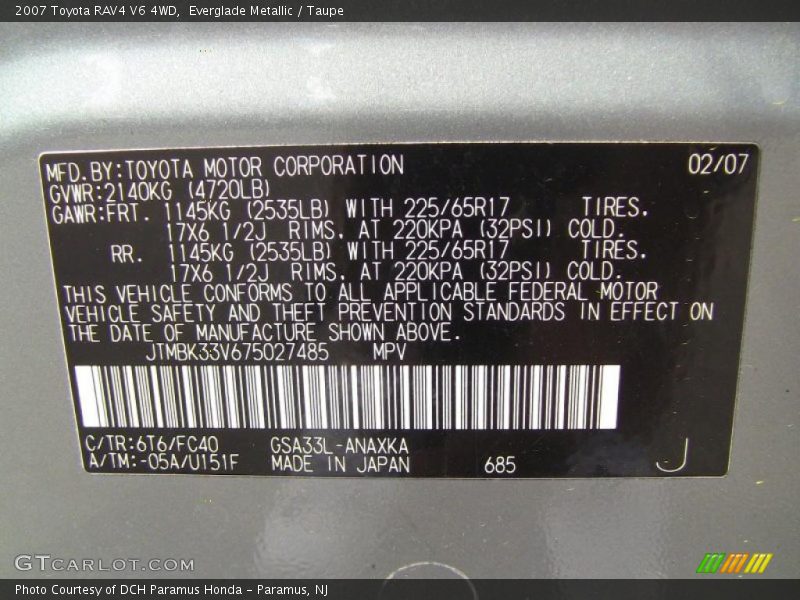 2007 Toyota RAV4 V6 4WD, Everglade Metallic / Taupe
MFD.BY:TOYOTA MOTOR CORPORATION 02/07
GVWR:2140KG (4720LB)
GAWR:FRT. 1145KG (2535LB) WITH 225/65R17 TIRES.
17X6 1/2J RIMS, AT 220KPA (32PSI) COLD.
RR. 1145KG (2535LB) WITH 225/65R17 TIRES.
17X6 1/2J RIMS, AT 220KPA (32PSI) COLD.
THIS VEHICLE CONFORMS TO ALL APPLICABLE FEDERAL MOTOR
VEHICLE SAFETY AND THEFT PREVENTION STANDARDS IN EFFECT ON
THE DATE OF MANUFACTURE SHOWN ABOVE.
JTMBK33V675027485 MPV
C/TR:6T6/FC40 GSA33L-ANAXKA
A/TM:-05A/U151F MADE IN JAPAN 685 J
GTCARLOT.COM
Photo Courtesy of DCH Paramus Honda - Paramus, NJ